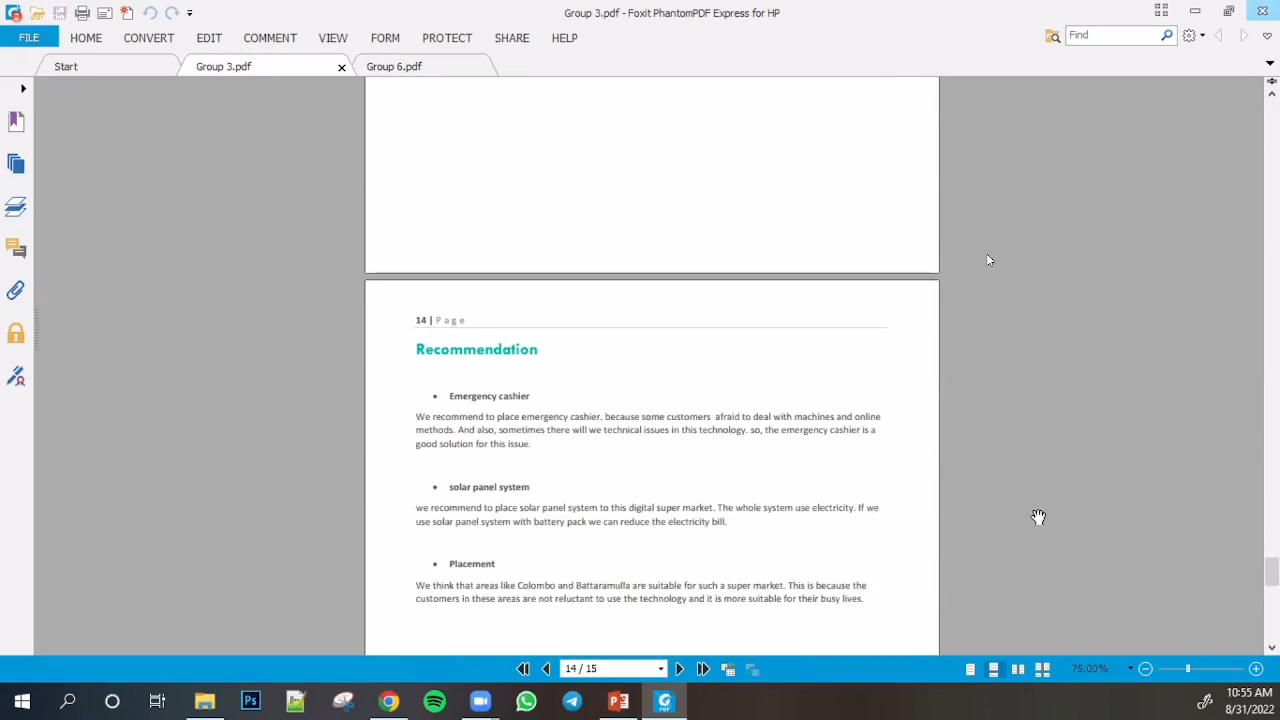 Group 3.pdf - Foxit PhantomPDF Express for HP
FILE HOME CONVERT EDIT COMMENT VIEW FORM PROTECT SHARE HELP
Find
Start Group 3.pdf Group 6.pdf
14 | Page
Recommendation
• Emergency cashier
We recommend to place emergency cashier. because some customers afraid to deal with machines and online
methods. And also, sometimes there will we technical issues in this technology. so, the emergency cashier is a
good solution for this issue.
• solar panel system
we recommend to place solar panel system to this digital super market. The whole system use electricity. If we
use solar panel system with battery pack we can reduce the electricity bill.
• Placement
We think that areas like Colombo and Battaramulla are suitable for such a super market. This is because the
customers in these areas are not reluctant to use the technology and it is more suitable for their busy lives.
14 / 15
75.00%
Ps
PDF
10:55 AM
8/31/2022